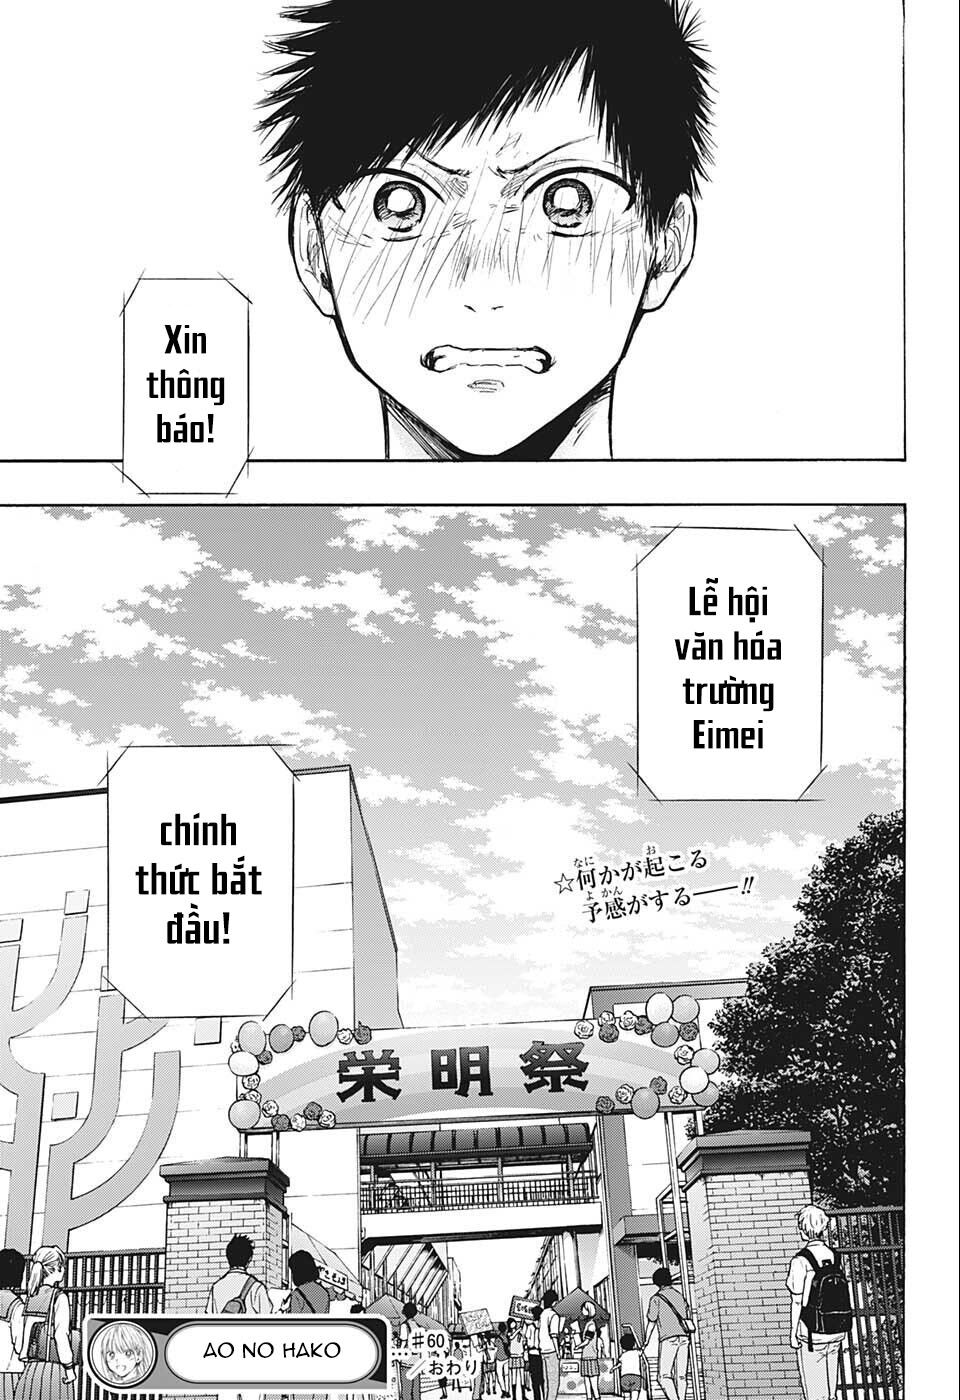 Xin
thông
báo!
Lễ hội
văn hóa
trường
Eimei
chính
thức bắt
đầu!
☆何かが起こる
予感がする──!!
栄明祭
AO NO HAKO
……#60
おわり